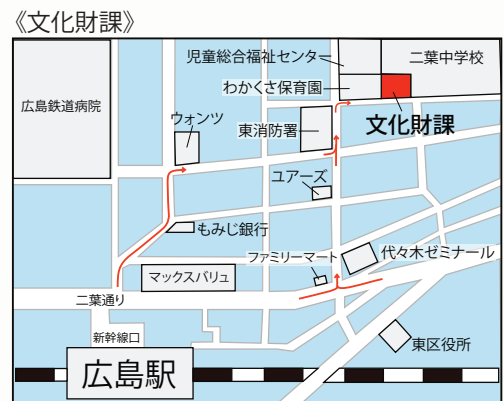 《文化財課》
児童総合福祉センター
二葉中学校
わかくさ保育園
広島鉄道病院
ウォンツ
東消防署
文化財課
ユアーズ
もみじ銀行
ファミリーマート
代々木ゼミナール
マックスバリュ
二葉通り
新幹線口
東区役所
広島駅